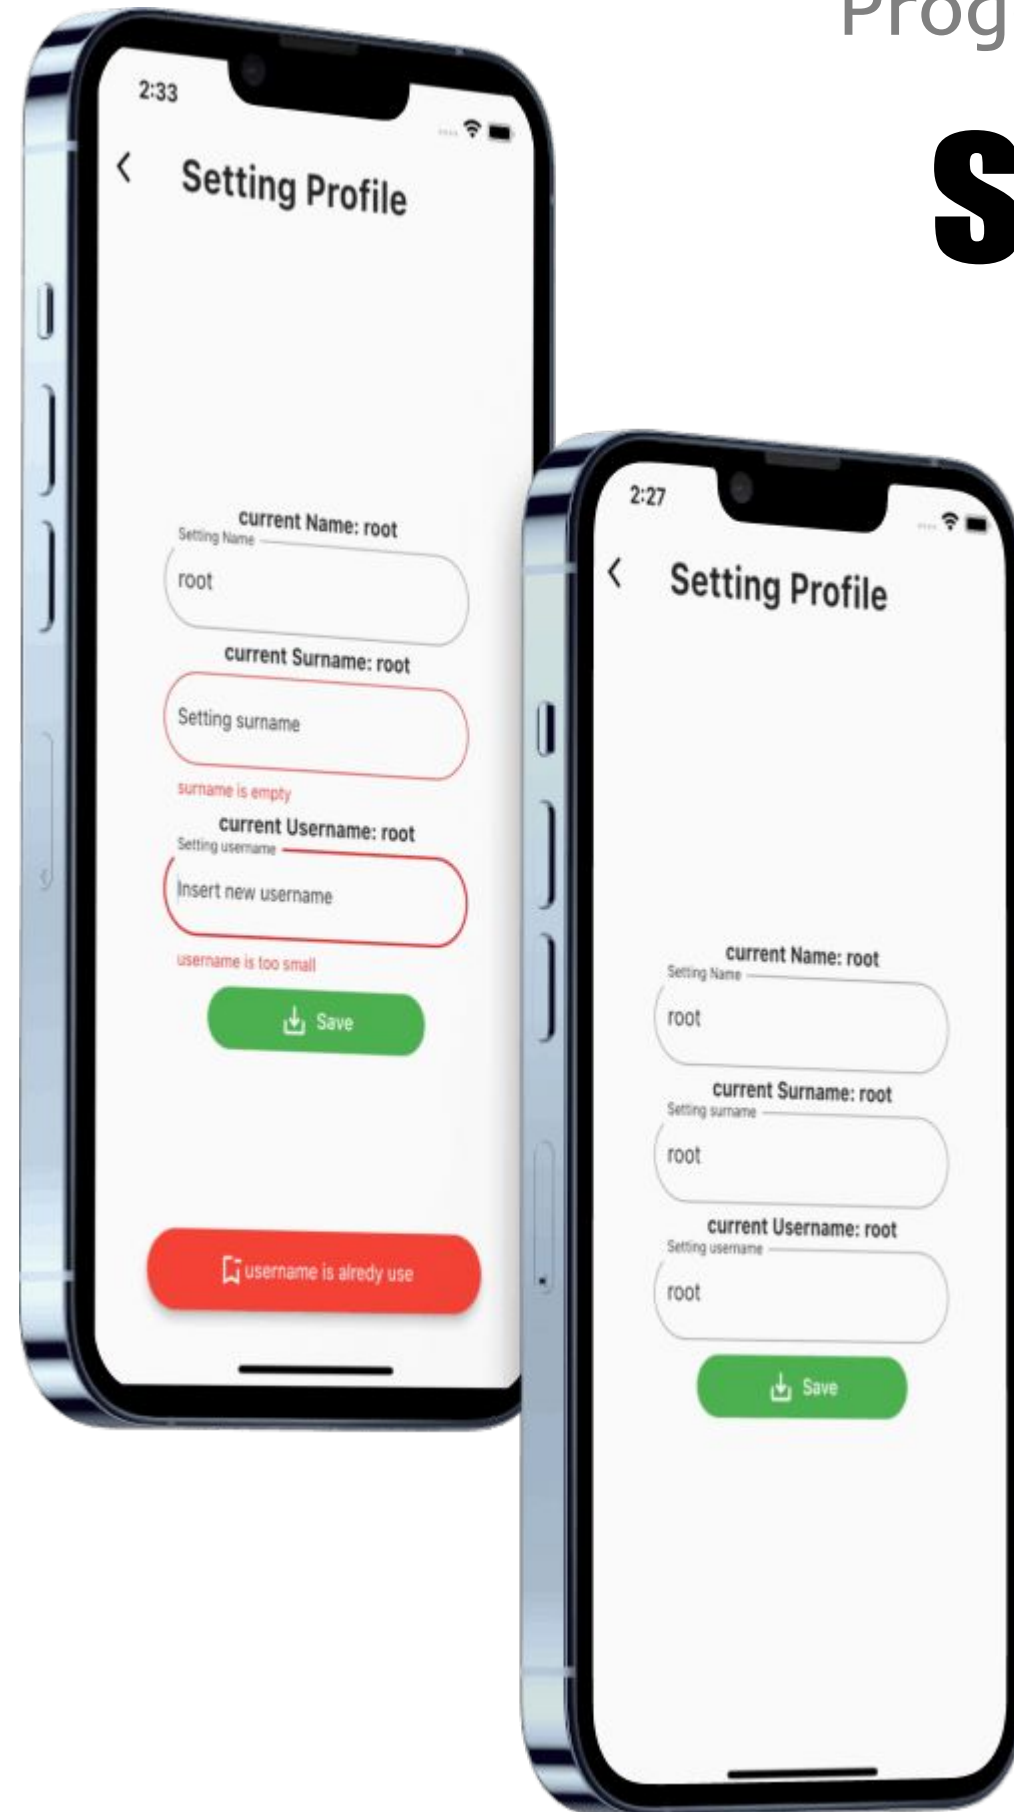 Prog
S
2:33
Setting Profile
current Name: root
Setting Name
root
current Surname: root
Setting surname
surname is empty
current Username: root
Setting username
Insert new username
username is too small
Save
username is alredy use
2:27
Setting Profile
current Name: root
Setting Name
root
current Surname: root
Setting surname
root
current Username: root
Setting username
root
Save